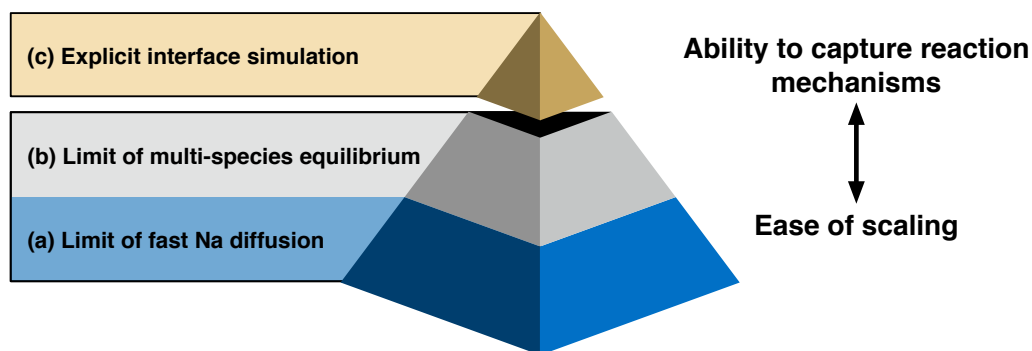 (c) Explicit interface simulation
(b) Limit of multi-species equilibrium
(a) Limit of fast Na diffusion
Ability to capture reaction
mechanisms
Ease of scaling